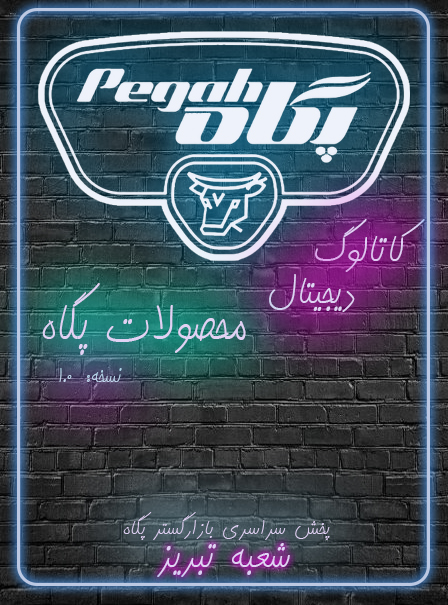 Pegah
پگاه
کاتالوگ
دیجیتال
محصولات پگاه
نسخه: ۱.۰
پخش سراسری بازارگستر پگاه
شعبه تبریز